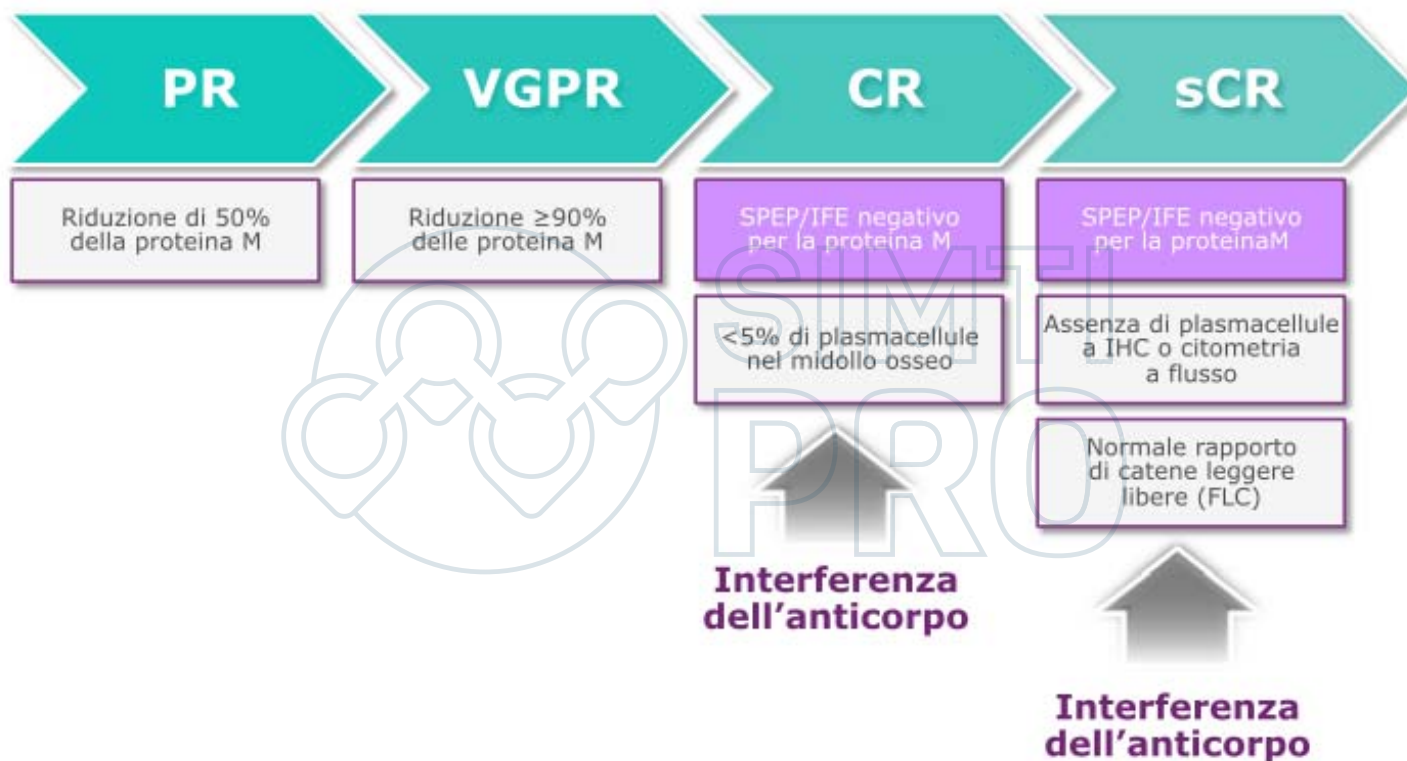 PR
VGPR
CR
sCR
Riduzione di 50%
della proteina M
Riduzione ≥90%
delle proteina M
SPEP/IFE negativo
per la proteina M
SPEP/IFE negativo
per la proteinaM
<5% di plasmacellule
nel midollo osseo
Assenza di plasmacellule
a IHC o citometria
a flusso
Normale rapporto
di catene leggere
libere (FLC)
Interferenza
dell’anticorpo
Interferenza
dell’anticorpo
SIMTI
PRO